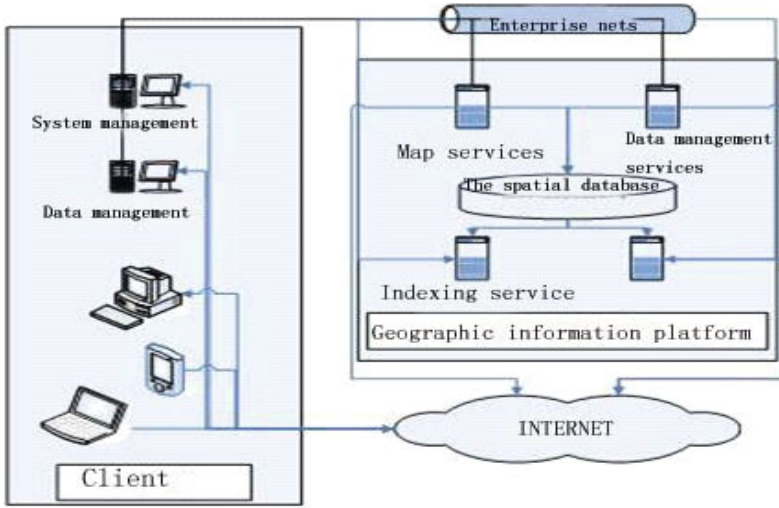 Enterprise nets
System management
Data management
Client
Map services
Data management
services
The spatial database
Indexing service
Geographic information platform
INTERNET